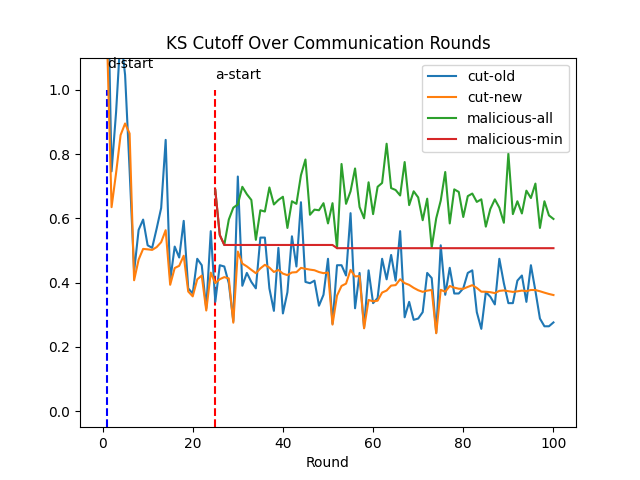 KS Cutoff Over Communication Rounds
d-start
a-start
cut-old
cut-new
malicious-all
malicious-min
1.0
0.8
0.6
0.4
0.2
0.0
0 20 40 60 80 100
Round